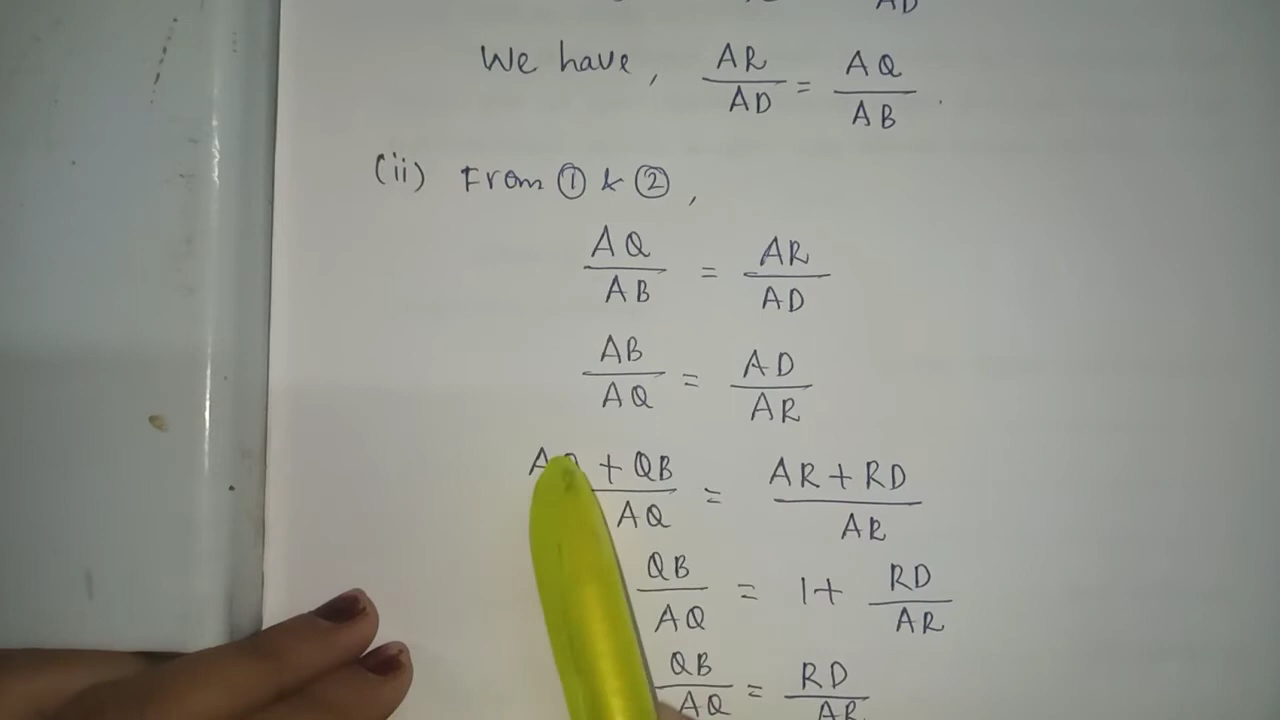 AD
We have, AR/AD = AQ/AB.
(ii) From ① & ②,
AQ/AB = AR/AD
AB/AQ = AD/AR
+ QB/AQ = AR + RD/AR
QB/AQ = 1 + RD/AR
QB/AQ = RD/AR